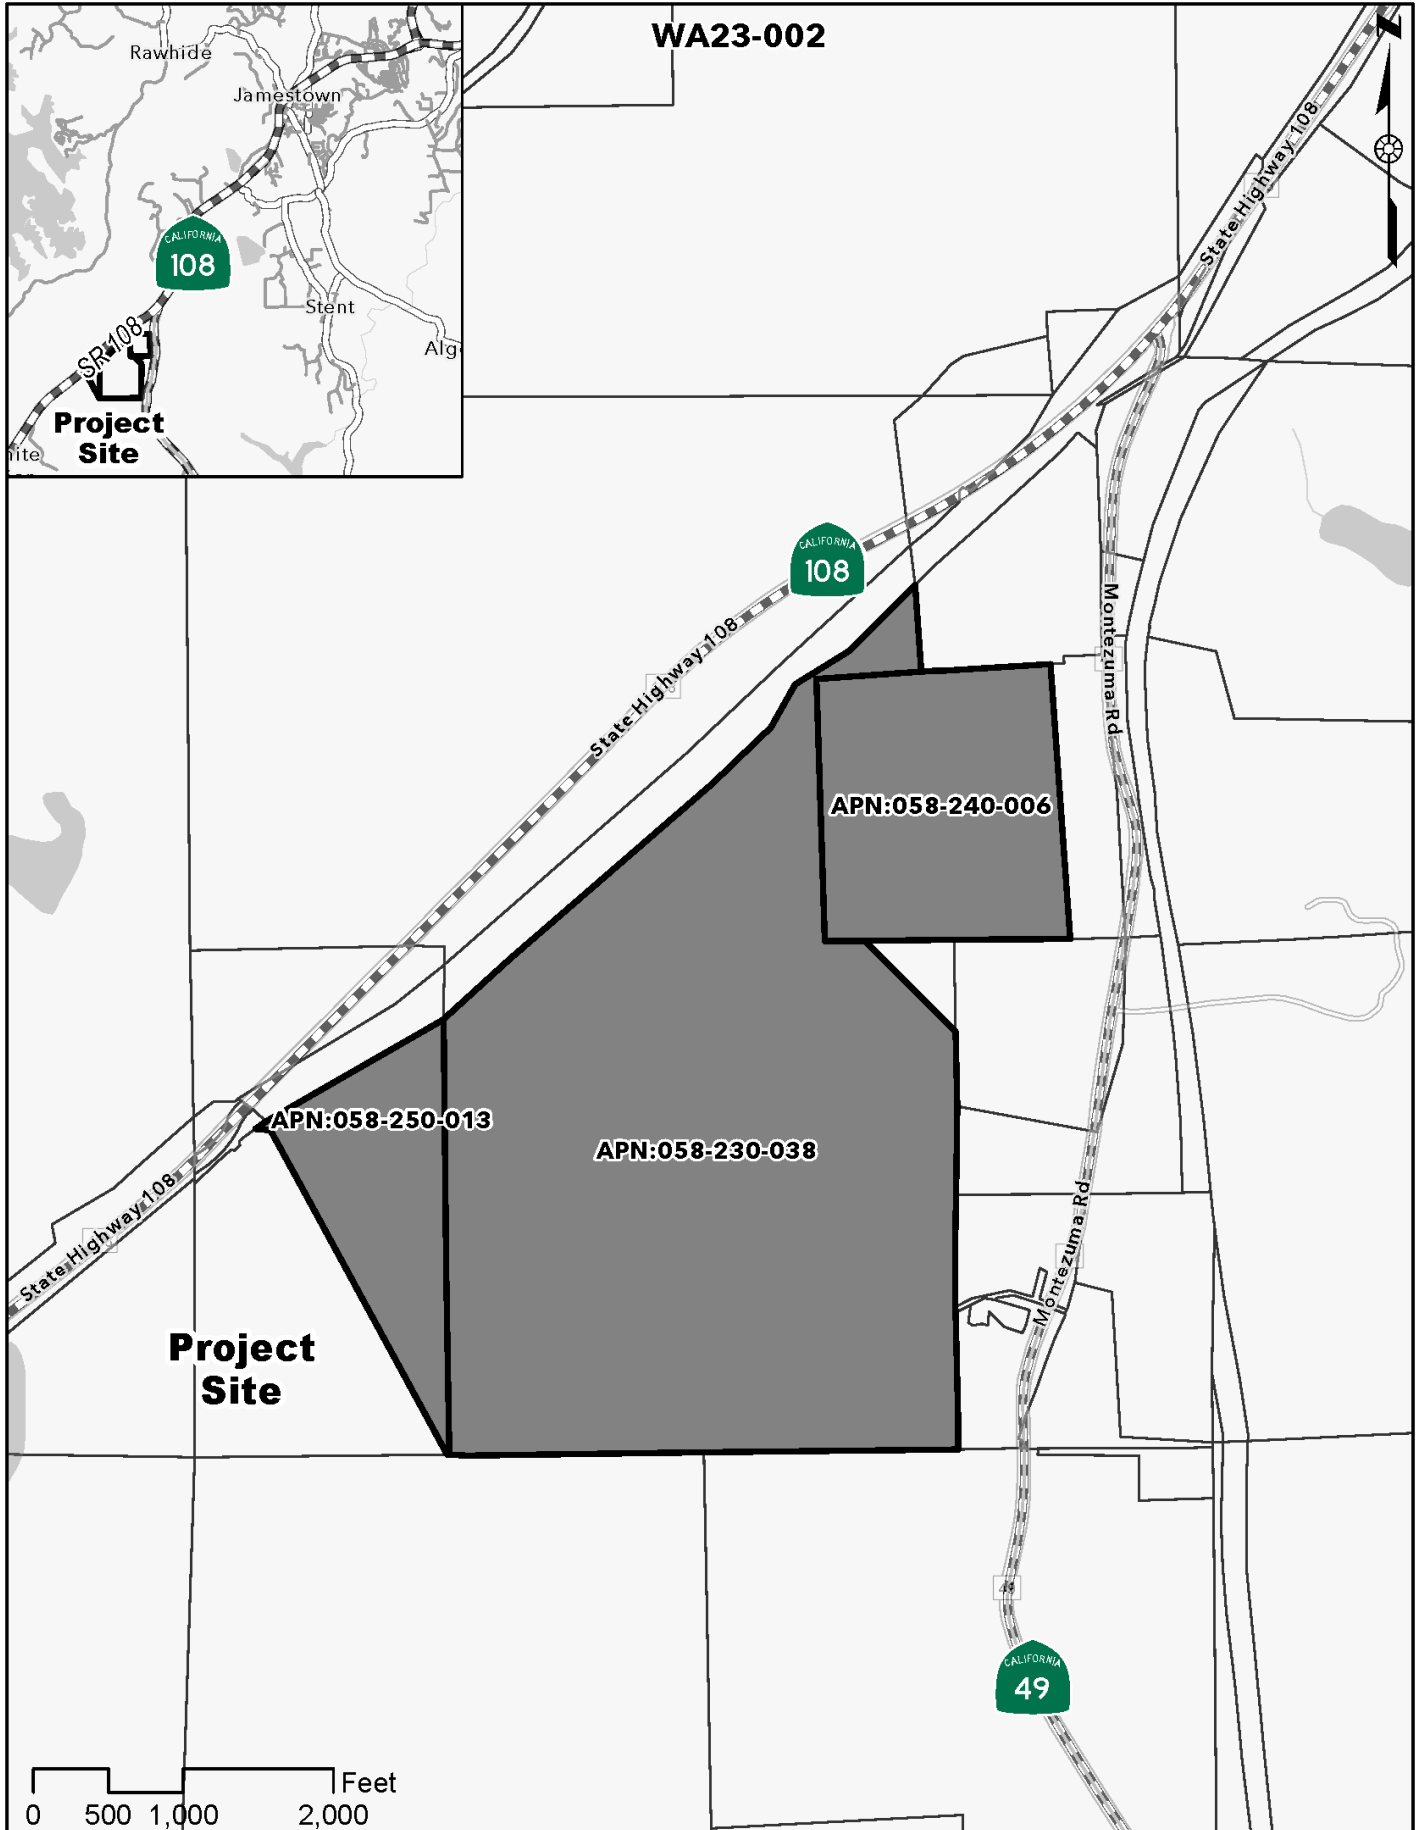 WA23-002
Rawhide
Jamestown
CALIFORNIA
108
Stent
Alg
SR 108
Project
Site
State Highway 108
CALIFORNIA
108
State Highway 108
Montezuma Rd
APN:058-240-006
APN:058-250-013
APN:058-230-038
State Highway 108
Montezuma Rd
Project
Site
49
CALIFORNIA
49
Feet
0 500 1,000 2,000